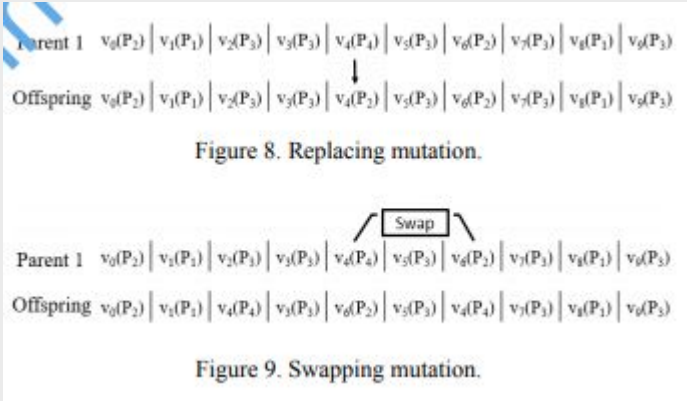 Parent 1 v₀(P₂) | v₁(P₁) | v₂(P₃) | v₃(P₃) | v₄(P₄) | v₅(P₃) | v₆(P₂) | v₇(P₃) | v₈(P₁) | v₉(P₃)
Offspring v₀(P₂) | v₁(P₁) | v₂(P₃) | v₃(P₃) | v₄(P₂) | v₅(P₃) | v₆(P₂) | v₇(P₃) | v₈(P₁) | v₉(P₃)
Figure 8. Replacing mutation.
Swap
Parent 1 v₀(P₂) | v₁(P₁) | v₂(P₃) | v₃(P₃) | v₄(P₄) | v₅(P₃) | v₆(P₂) | v₇(P₃) | v₈(P₁) | v₉(P₃)
Offspring v₀(P₂) | v₁(P₁) | v₄(P₄) | v₃(P₃) | v₆(P₂) | v₅(P₃) | v₄(P₄) | v₇(P₃) | v₈(P₁) | v₉(P₃)
Figure 9. Swapping mutation.